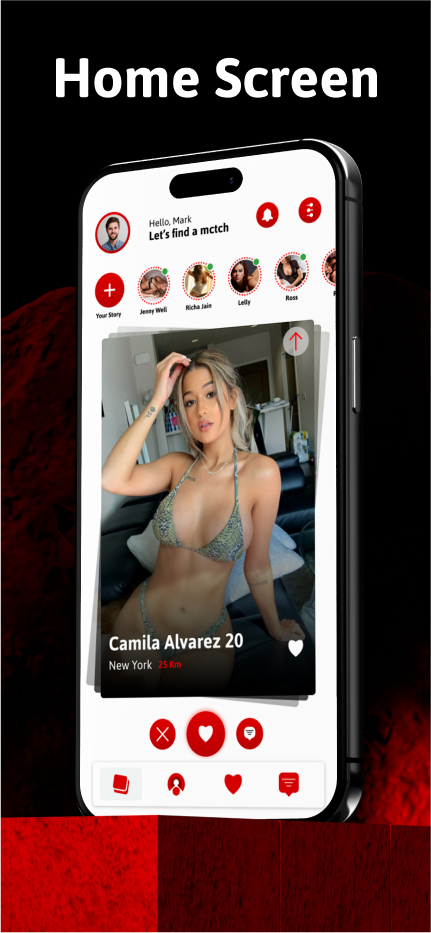 Home Screen
Hello, Mark
Let's find a mctch
Your Story
Jenny Well
Richa Jain
Lelly
Ross
Camila Alvarez 20
New York 25 Km